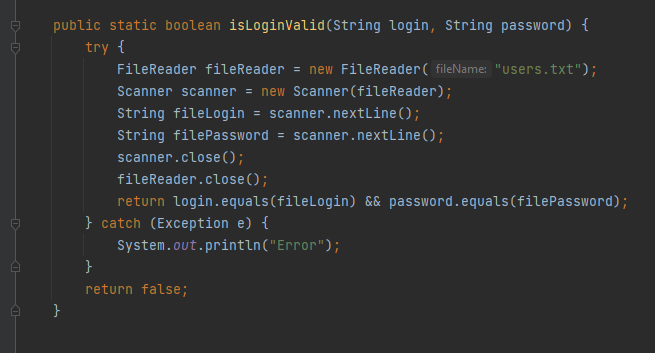 public static boolean isLoginValid(String login, String password) {
    try {
        FileReader fileReader = new FileReader( fileName: "users.txt");
        Scanner scanner = new Scanner(fileReader);
        String fileLogin = scanner.nextLine();
        String filePassword = scanner.nextLine();
        scanner.close();
        fileReader.close();
        return login.equals(fileLogin) && password.equals(filePassword);
    } catch (Exception e) {
        System.out.println("Error");
    }
    return false;
}